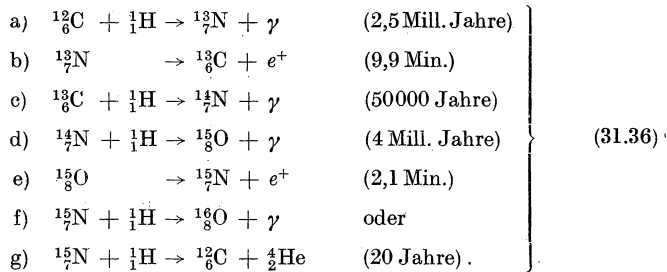 a) ¹²₆C + ¹₁H → ¹³₇N + γ (2,5 Mill. Jahre)
b) ¹³₇N → ¹³₆C + e⁺ (9,9 Min.)
c) ¹³₆C + ¹₁H → ¹⁴₇N + γ (50000 Jahre)
d) ¹⁴₇N + ¹₁H → ¹⁵₈O + γ (4 Mill. Jahre) (31.36)
e) ¹⁵₈O → ¹⁵₇N + e⁺ (2,1 Min.)
f) ¹⁵₇N + ¹₁H → ¹⁶₈O + γ oder
g) ¹⁵₇N + ¹₁H → ¹²₆C + ⁴₂He (20 Jahre).